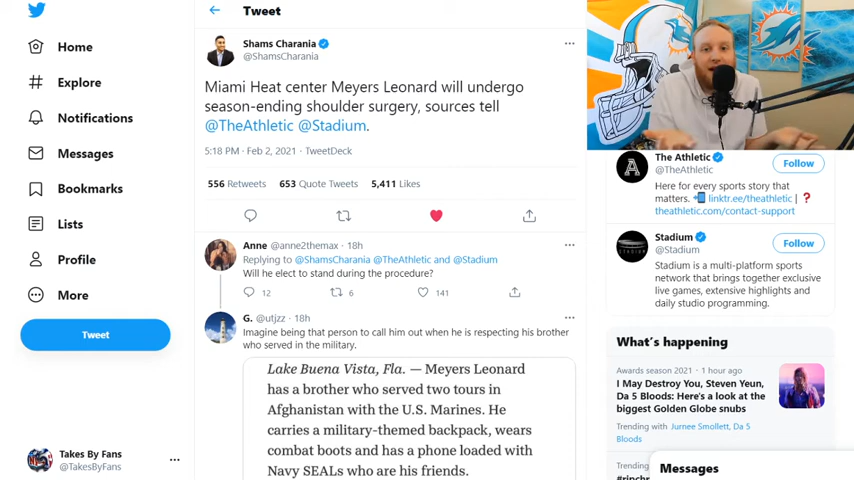 Home
Explore
Notifications
Messages
Bookmarks
Lists
Profile
More
Tweet
Takes By Fans
@TakesByFans
Tweet
Shams Charania
@ShamsCharania
Miami Heat center Meyers Leonard will undergo
season-ending shoulder surgery, sources tell
@TheAthletic @Stadium.
5:18 PM · Feb 2, 2021 · TweetDeck
556 Retweets 653 Quote Tweets 5,411 Likes
Anne @anne2themax · 18h
Replying to @ShamsCharania @TheAthletic and @Stadium
Will he elect to stand during the procedure?
12 6 141
G. @utjzz · 18h
Imagine being that person to call him out when he is respecting his brother
who served in the military.
Lake Buena Vista, Fla. — Meyers Leonard
has a brother who served two tours in
Afghanistan with the U.S. Marines. He
carries a military-themed backpack, wears
combat boots and has a phone loaded with
Navy SEALs who are his friends.
The Athletic
@TheAthletic
Follow
Here for every sports story that
matters. linktr.ee/theathletic |
theathletic.com/contact-support
Stadium
@Stadium
Follow
Stadium is a multi-platform sports
network that brings together exclusive
live games, extensive highlights and
daily studio programming.
What's happening
Awards season 2021 · 1 hour ago
I May Destroy You, Steven Yeun,
Da 5 Bloods: Here's a look at the
biggest Golden Globe snubs
Trending with Jurnee Smollett, Da 5
Bloods
Trending
Messages